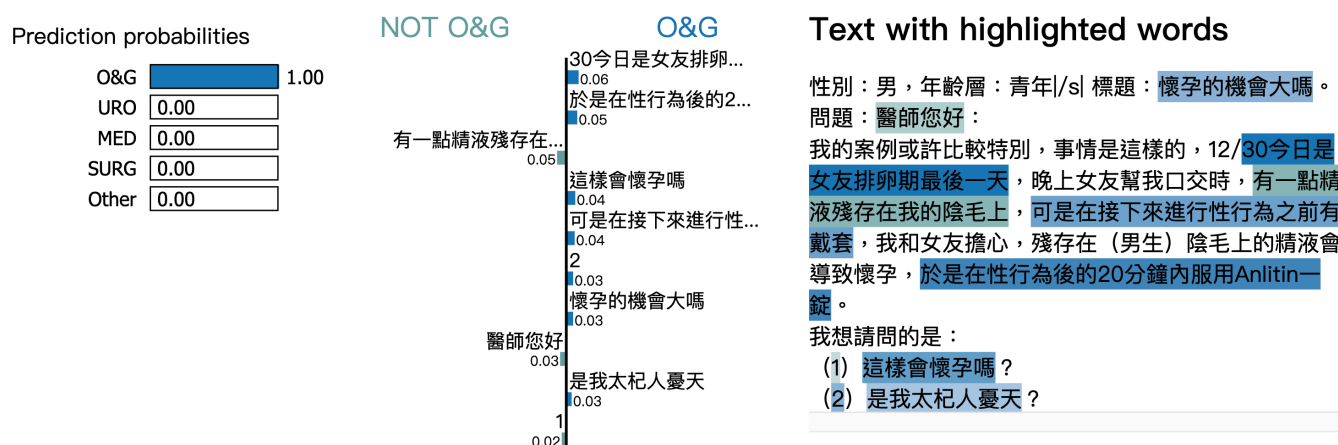 Prediction probabilities
O&G 1.00
URO 0.00
MED 0.00
SURG 0.00
Other 0.00
NOT O&G O&G
30今日是女友排卵...
0.06
於是在性行為後的2...
0.05
有一點精液殘存在...
0.05
這樣會懷孕嗎
0.04
可是在接下來進行性...
0.04
2
0.03
懷孕的機會大嗎
0.03
醫師您好
0.03
是我太杞人憂天
0.03
1
0.02
Text with highlighted words
性別：男，年齡層：青年|/s| 標題：懷孕的機會大嗎。
問題：醫師您好：
我的案例或許比較特別，事情是這樣的，12/30今日是
女友排卵期最後一天，晚上女友幫我口交時，有一點精
液殘存在我的陰毛上，可是在接下來進行性行為之前有
戴套，我和女友擔心，殘存在（男生）陰毛上的精液會
導致懷孕，於是在性行為後的20分鐘內服用Anlitin一
錠。
我想請問的是：
（1）這樣會懷孕嗎？
（2）是我太杞人憂天？